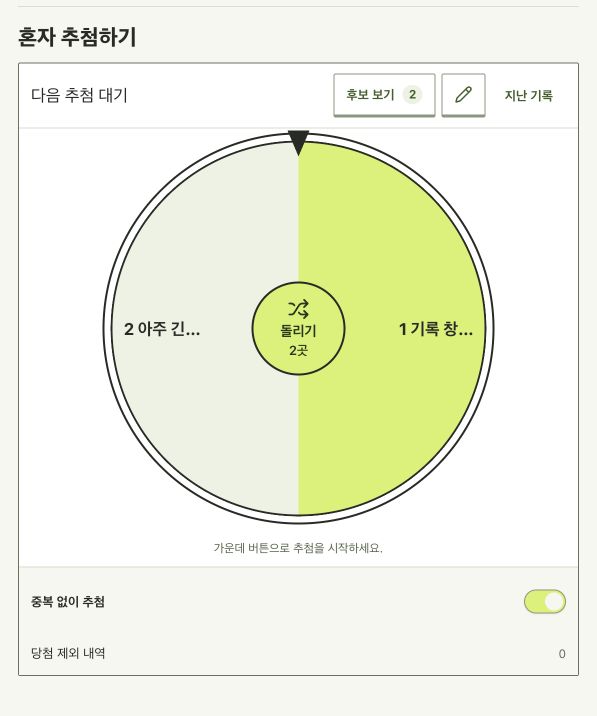 혼자 추첨하기
다음 추첨 대기
후보 보기 2
지난 기록
2 아주 긴...
1 기록 창...
돌리기
2곳
가운데 버튼으로 추첨을 시작하세요.
중복 없이 추첨
당첨 제외 내역 0